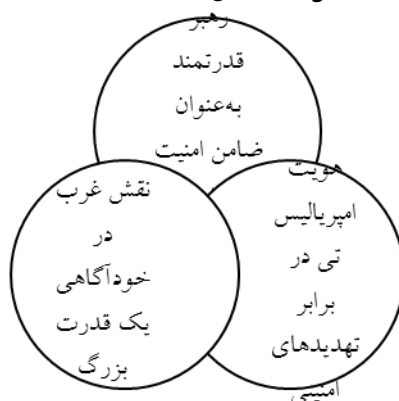 رهبر
قدرتمند
به‌عنوان
ضامن امنیت
هویت
امپریالیس
تی در
برابر
تهدیدهای
امنیتی
نقش غرب
در
خودآگاهی
یک قدرت
بزرگ